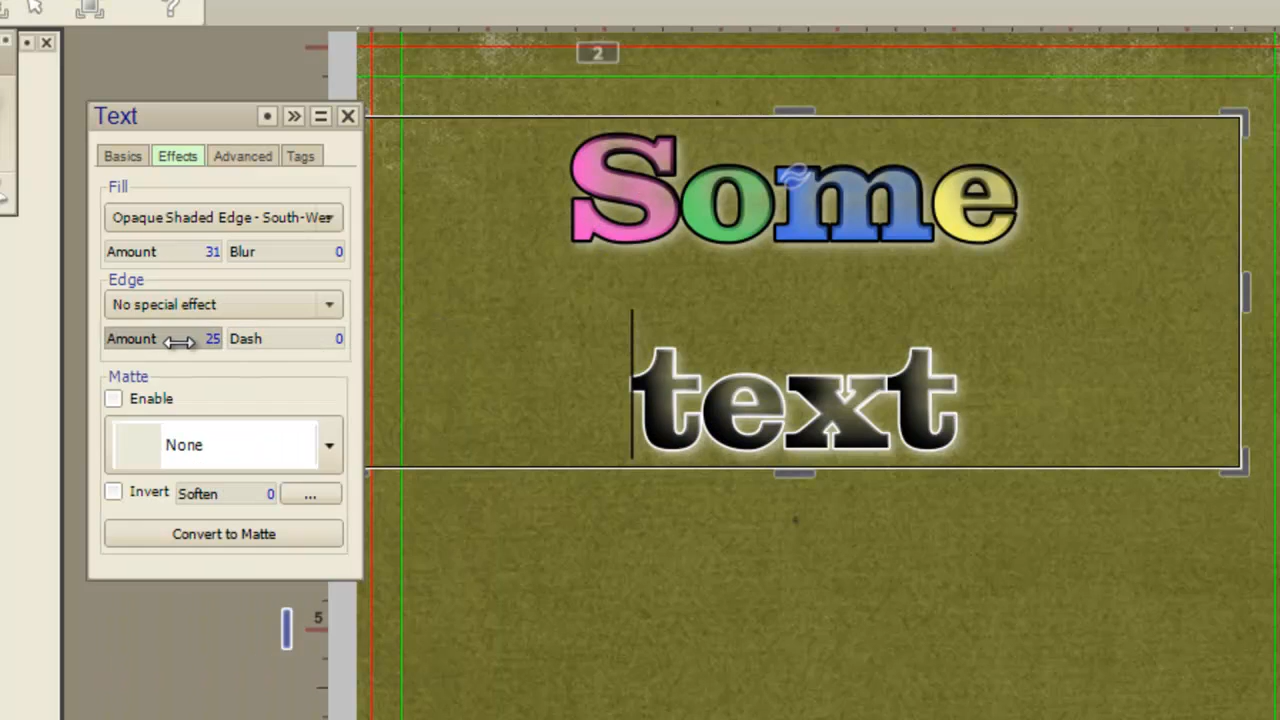 2
Text
Basics Effects Advanced Tags
Fill
Opaque Shaded Edge - South-Wes
Amount 31 Blur 0
Edge
No special effect
Amount 25 Dash 0
Matte
Enable
None
Invert Soften 0 ...
Convert to Matte
Some
text
5